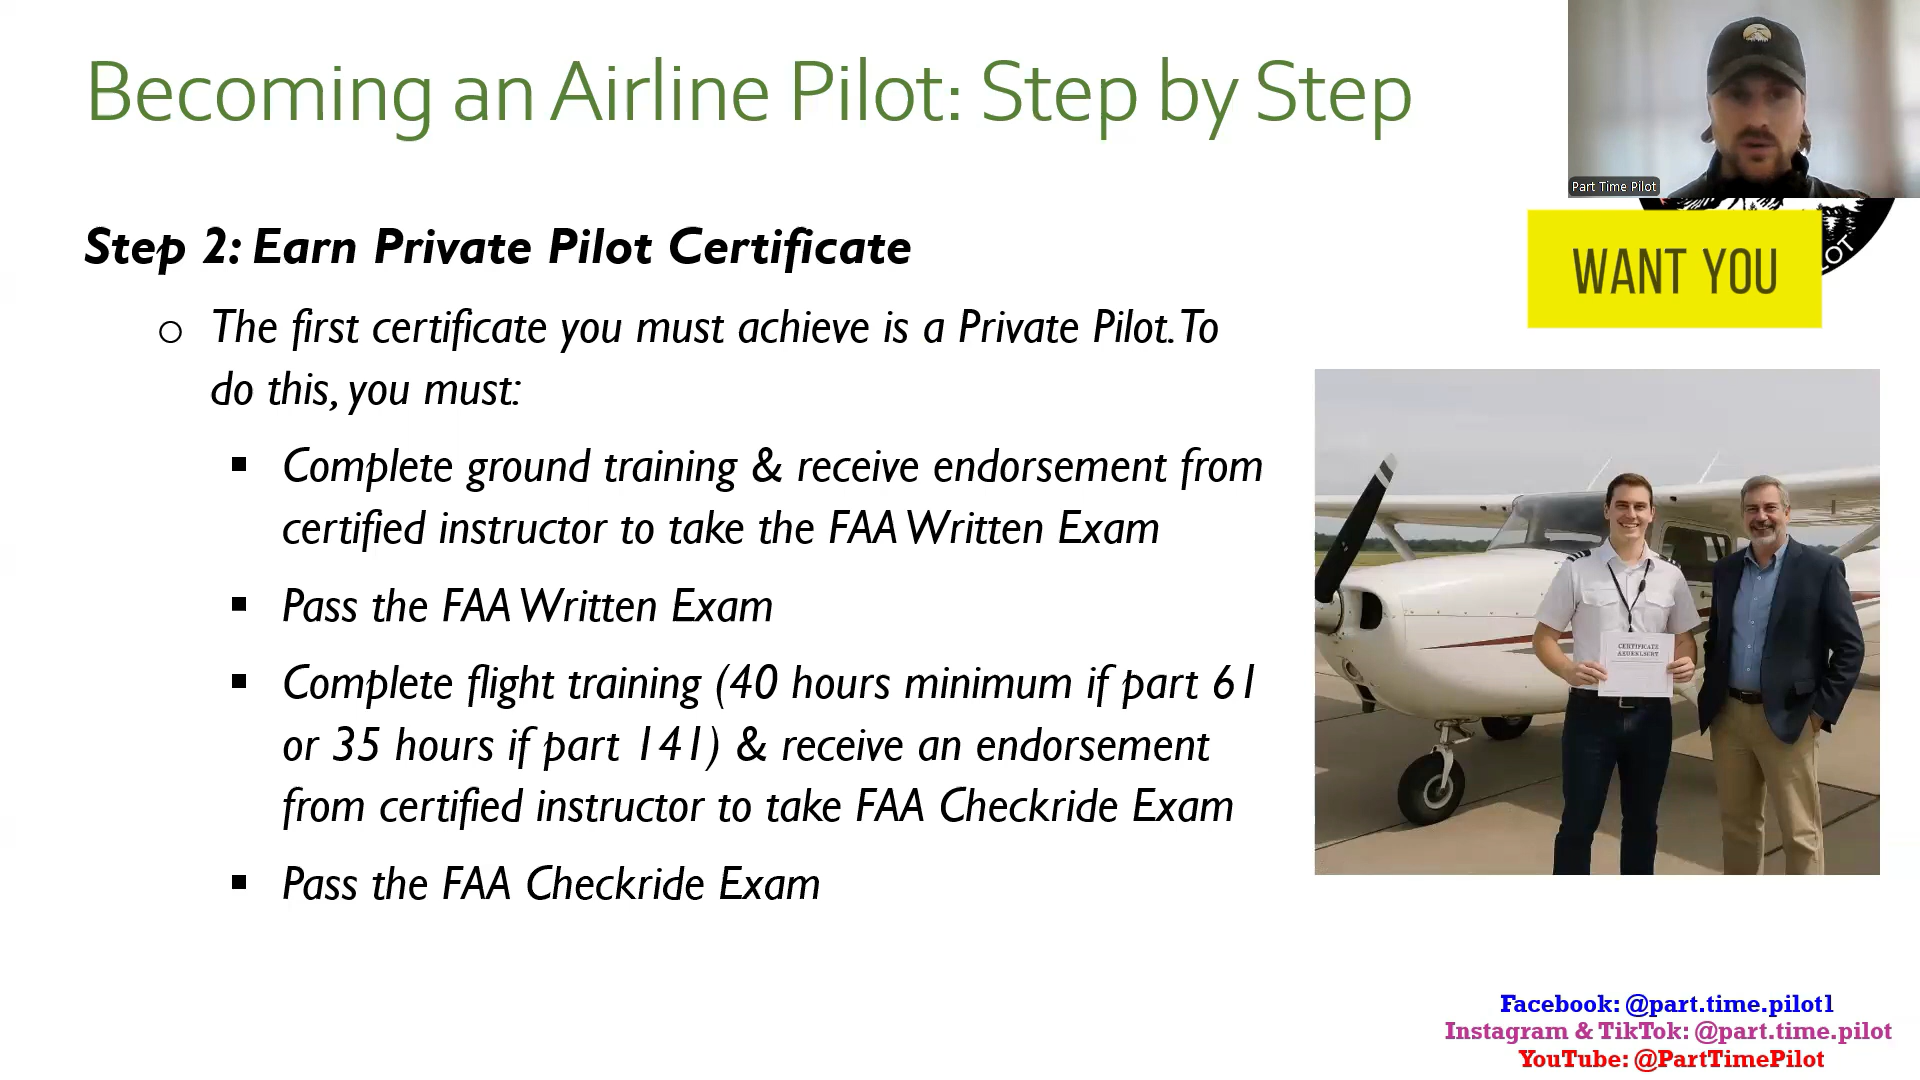 Becoming an Airline Pilot: Step by Step
Part Time Pilot
OT
WANT YOU
Step 2: Earn Private Pilot Certificate
o The first certificate you must achieve is a Private Pilot. To
do this, you must:
▪ Complete ground training & receive endorsement from
certified instructor to take the FAA Written Exam
▪ Pass the FAA Written Exam
▪ Complete flight training (40 hours minimum if part 61
or 35 hours if part 141) & receive an endorsement
from certified instructor to take FAA Checkride Exam
▪ Pass the FAA Checkride Exam
CERTIFICATE
Facebook: @part.time.pilot1
Instagram & TikTok: @part.time.pilot
YouTube: @PartTimePilot